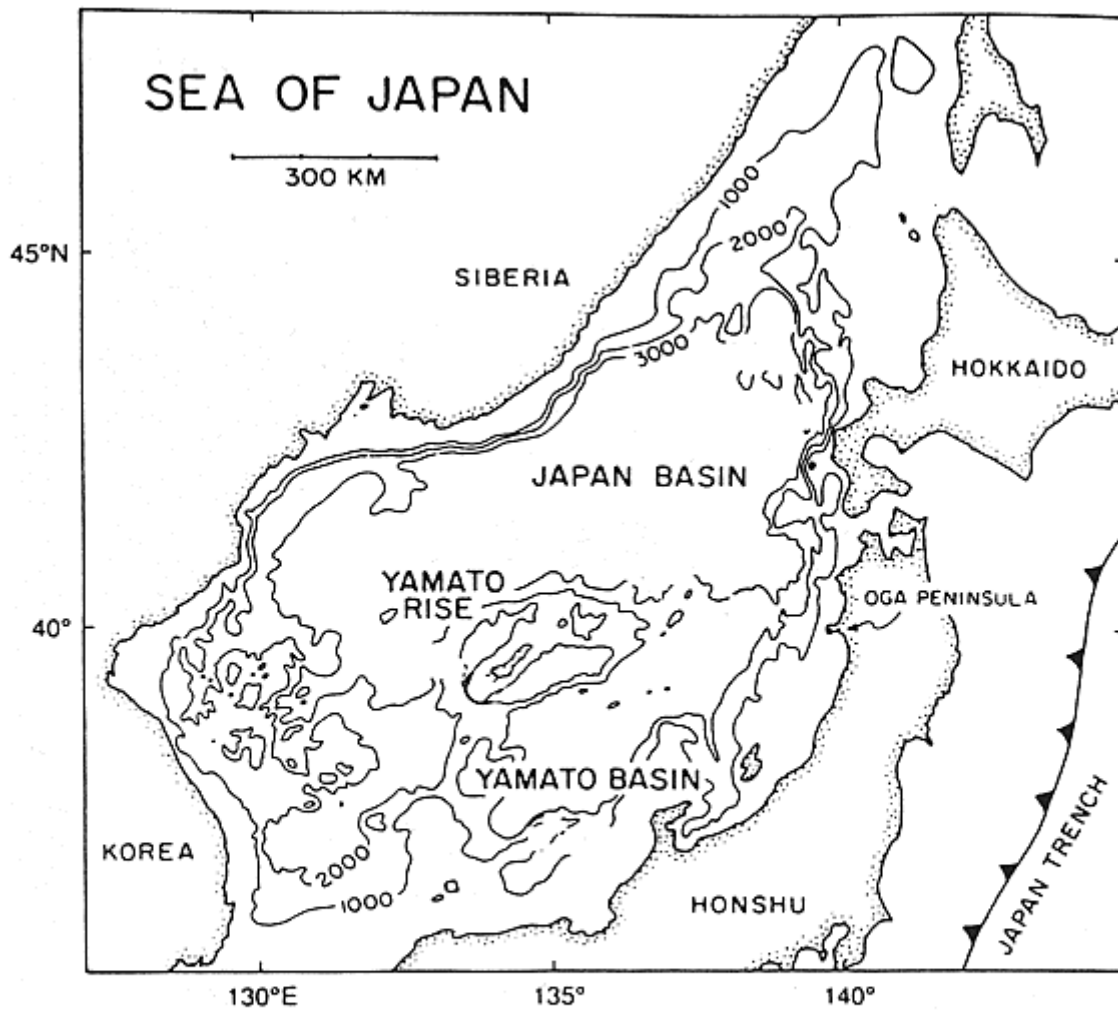 SEA OF JAPAN
300 KM
1000
2000
45°N
SIBERIA
3000
HOKKAIDO
JAPAN BASIN
YAMATO
RISE
OGA PENINSULA
40°
YAMATO BASIN
KOREA
2000
1000
HONSHU
JAPAN TRENCH
130°E
135°
140°